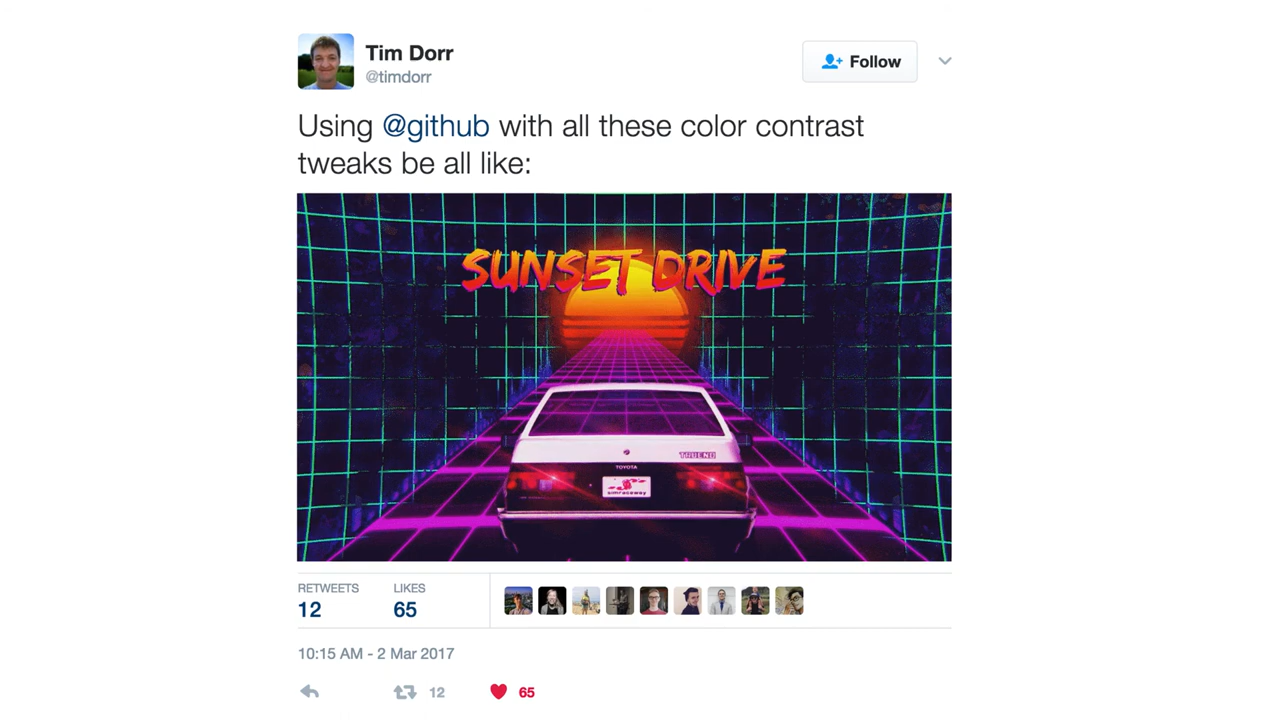 Tim Dorr
@timdorr
Follow
Using @github with all these color contrast
tweaks be all like:
SUNSET DRIVE
TRUENO
TOYOTA
simraceway
RETWEETS LIKES
12 65
10:15 AM - 2 Mar 2017
12 65